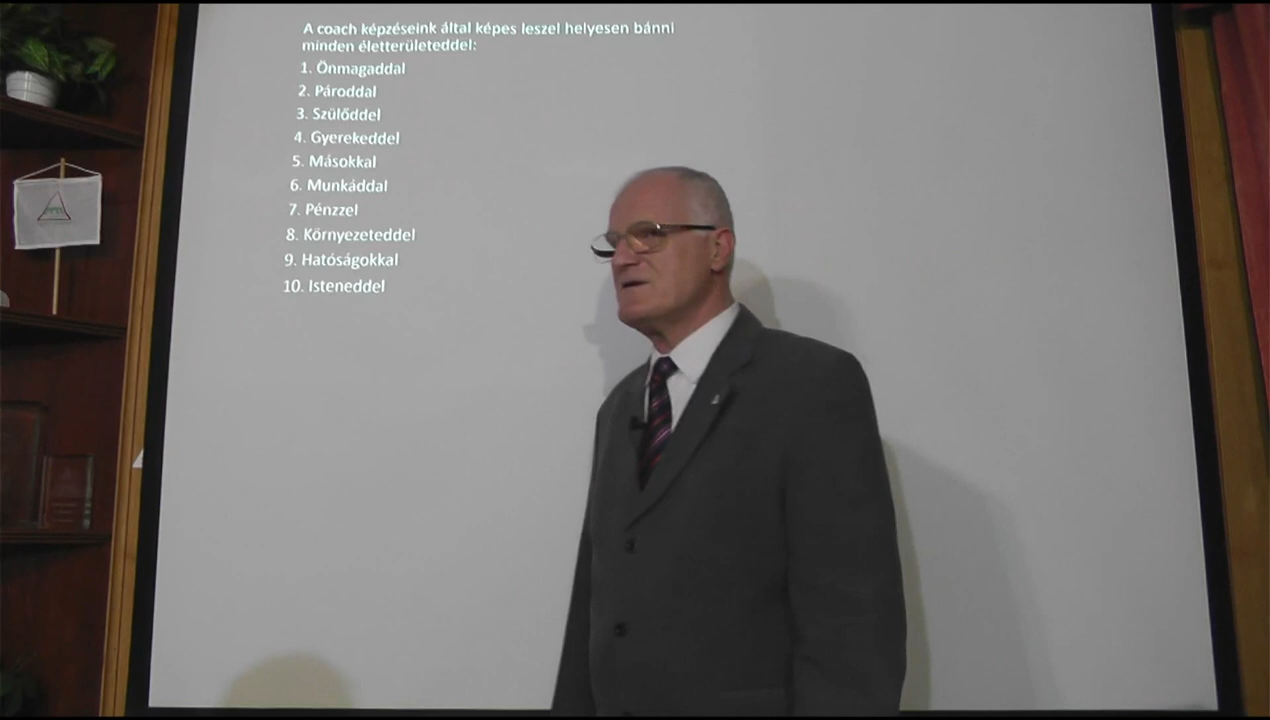 A coach képzéseink által képes leszel helyesen bánni
minden életterületeddel:
1. Önmagaddal
2. Pároddal
3. Szülőddel
4. Gyerekeddel
5. Másokkal
6. Munkáddal
7. Pénzzel
8. Környezeteddel
9. Hatóságokkal
10. Isteneddel